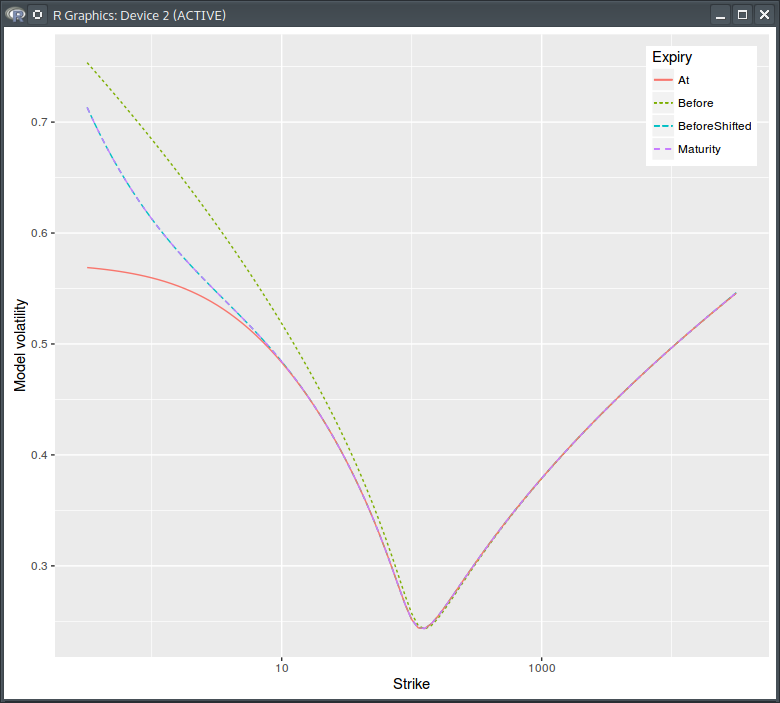 R Graphics: Device 2 (ACTIVE)
Expiry
At
Before
BeforeShifted
Maturity
0.7
0.6
0.5
0.4
0.3
Model volatility
10
1000
Strike